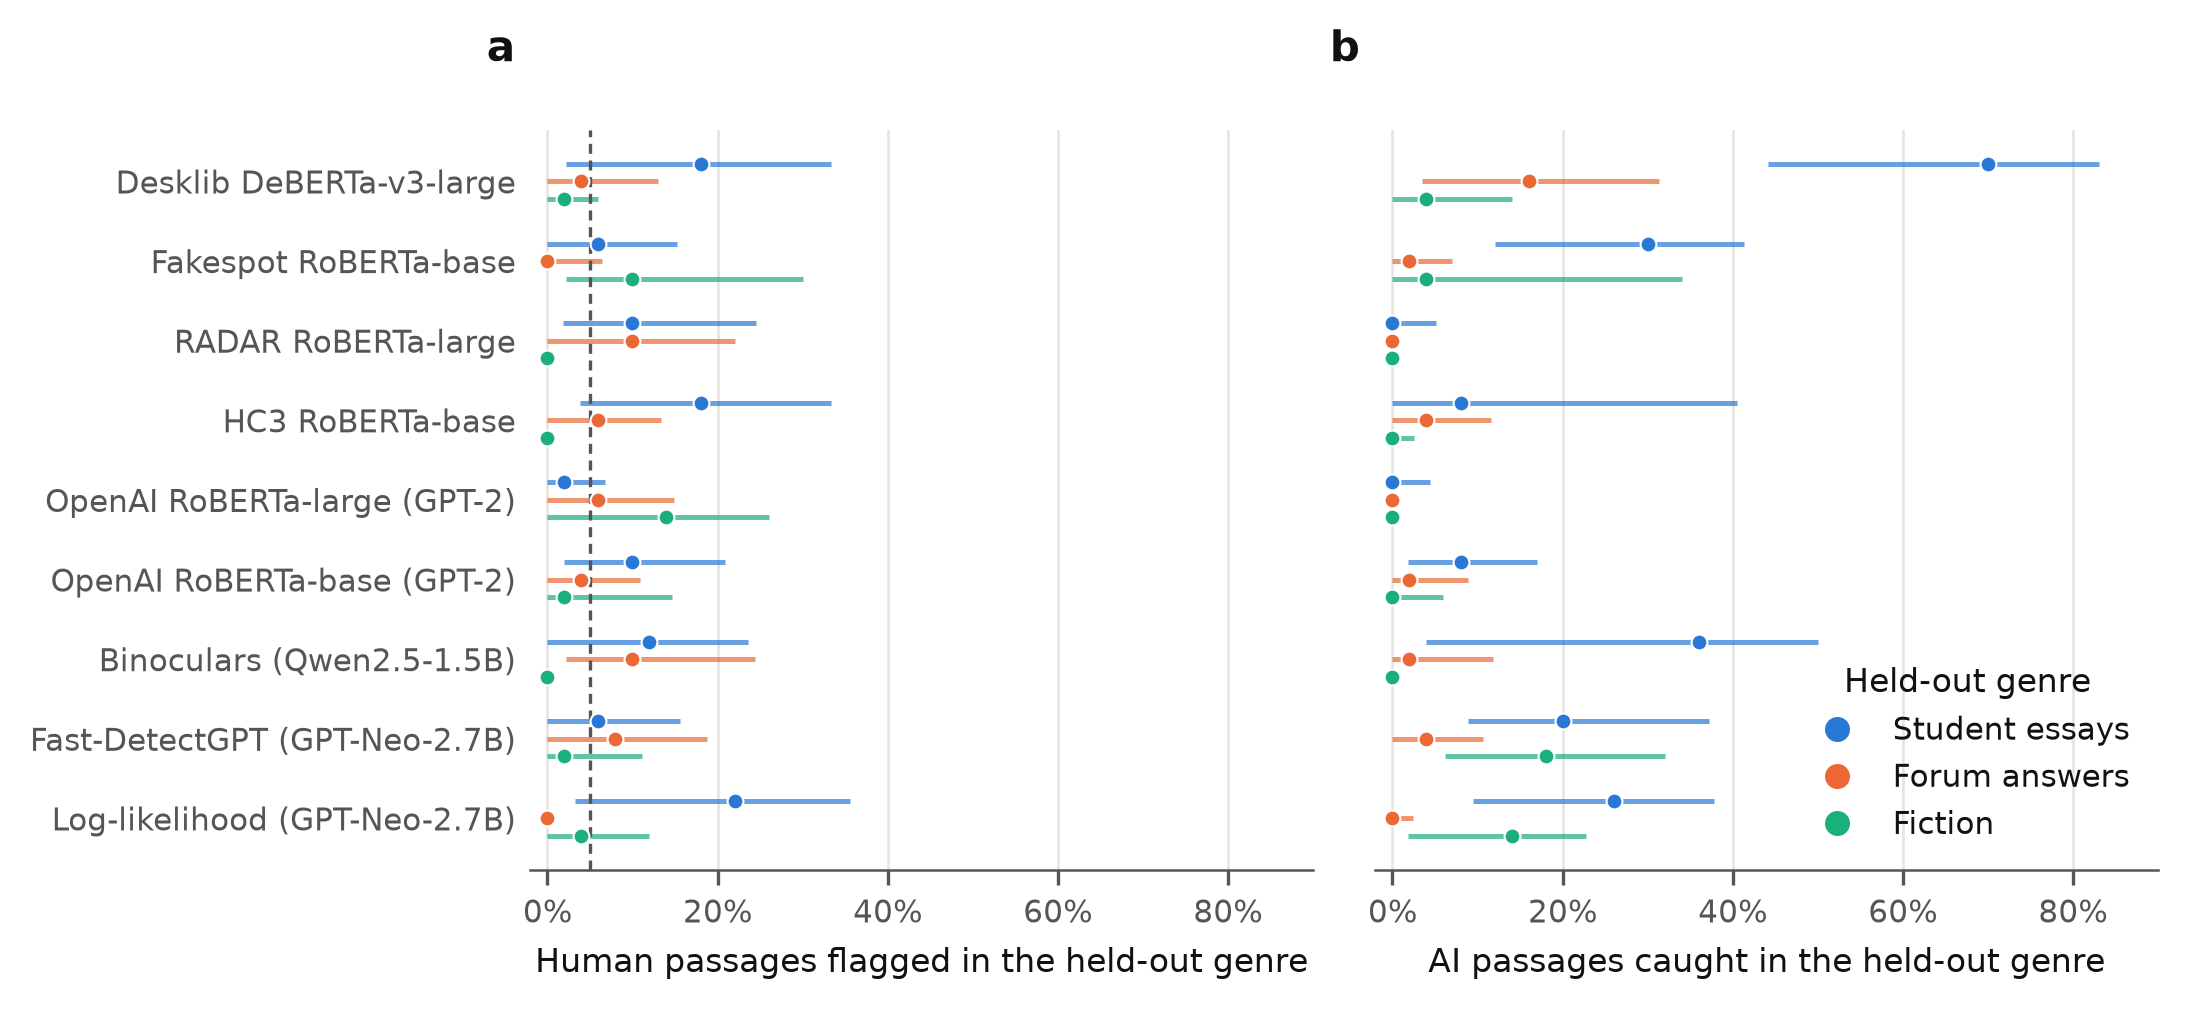 a
b
Desklib DeBERTa-v3-large
Fakespot RoBERTa-base
RADAR RoBERTa-large
HC3 RoBERTa-base
OpenAI RoBERTa-large (GPT-2)
OpenAI RoBERTa-base (GPT-2)
Binoculars (Qwen2.5-1.5B)
Fast-DetectGPT (GPT-Neo-2.7B)
Log-likelihood (GPT-Neo-2.7B)
Held-out genre
Student essays
Forum answers
Fiction
0% 20% 40% 60% 80%
Human passages flagged in the held-out genre
0% 20% 40% 60% 80%
AI passages caught in the held-out genre